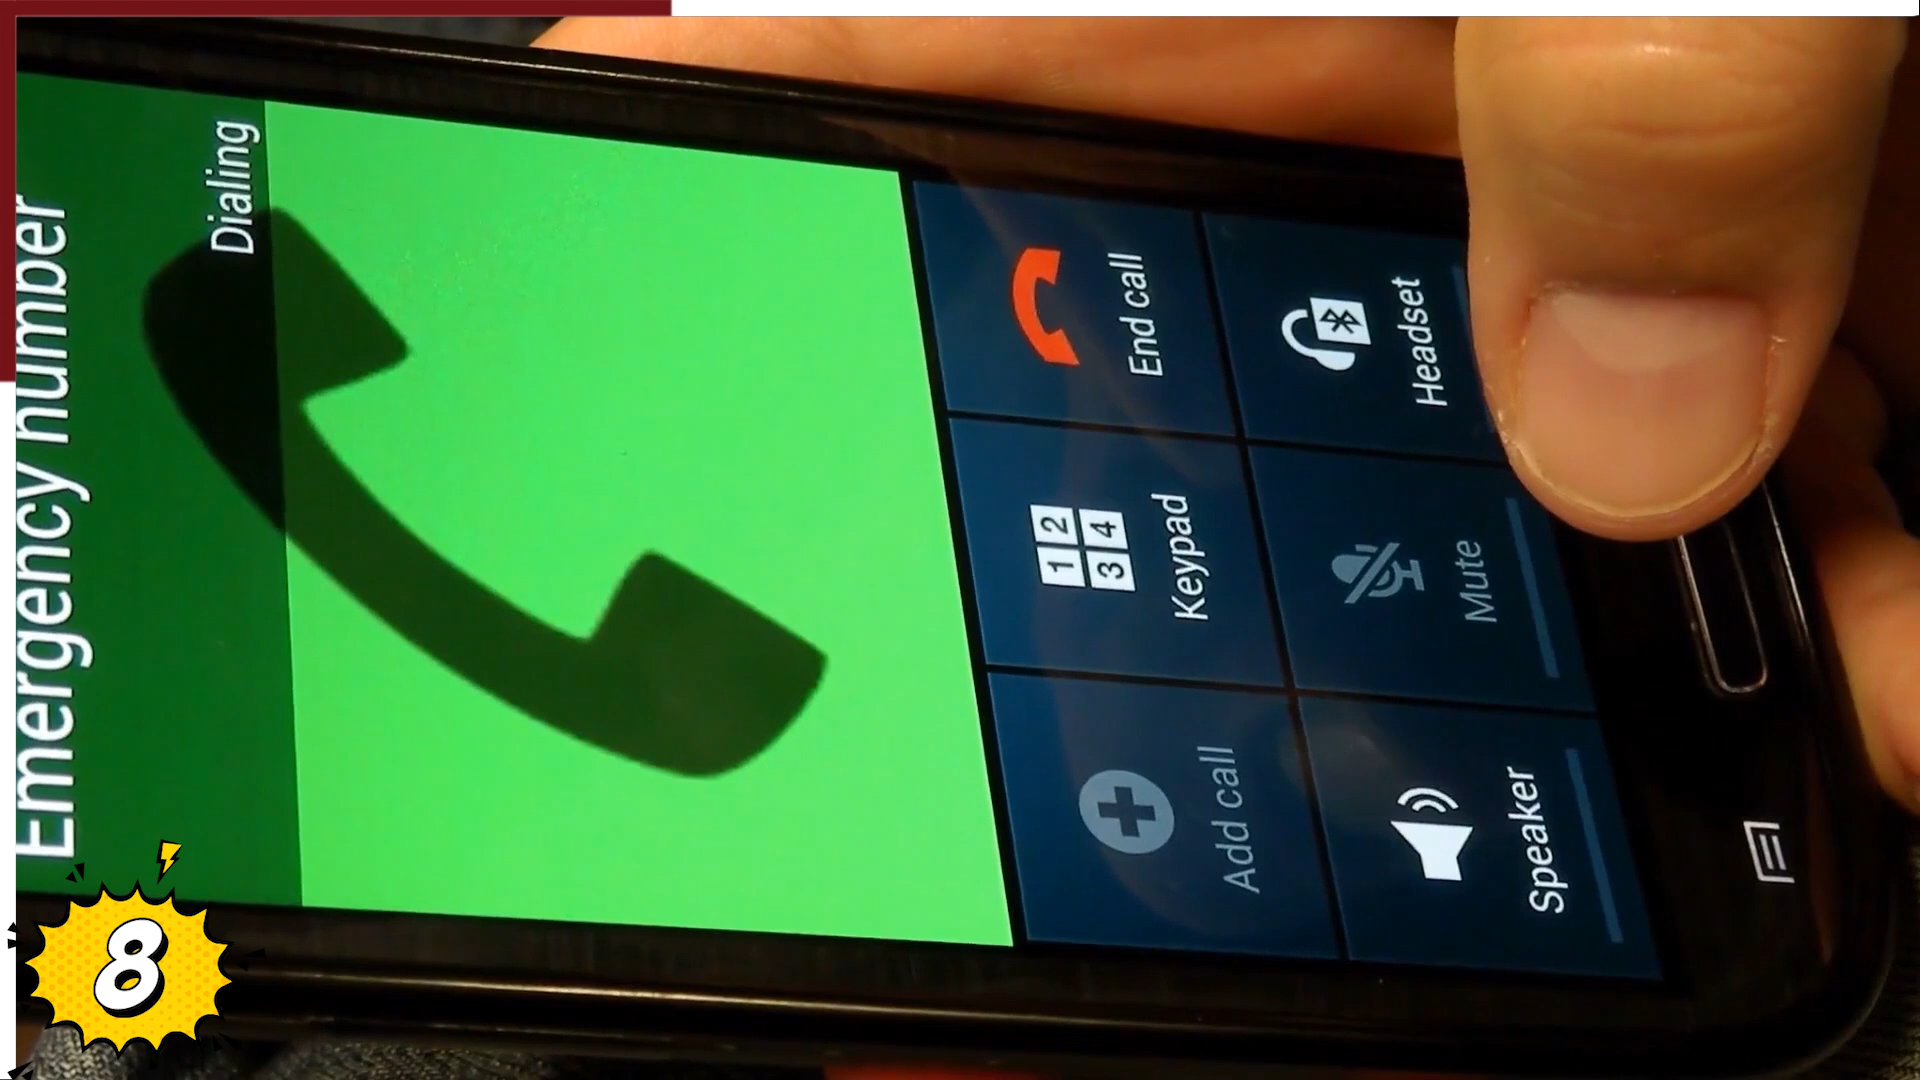 Emergency number
Dialing
Add call
Keypad
1 2
3 4
End call
Speaker
Mute
Headset
8